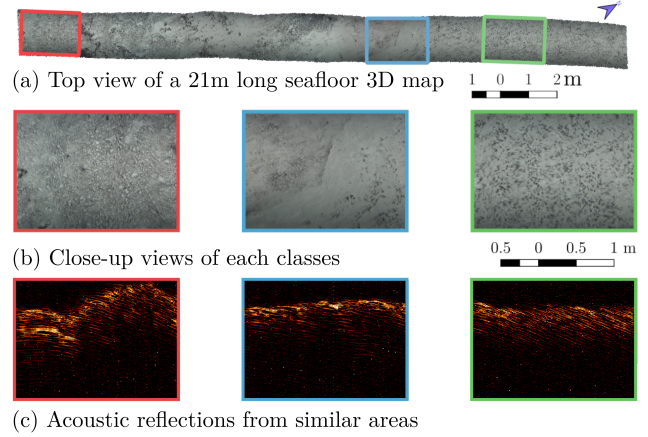 (a) Top view of a 21m long seafloor 3D map
1 0 1 2 m
(b) Close-up views of each classes
0.5 0 0.5 1 m
(c) Acoustic reflections from similar areas